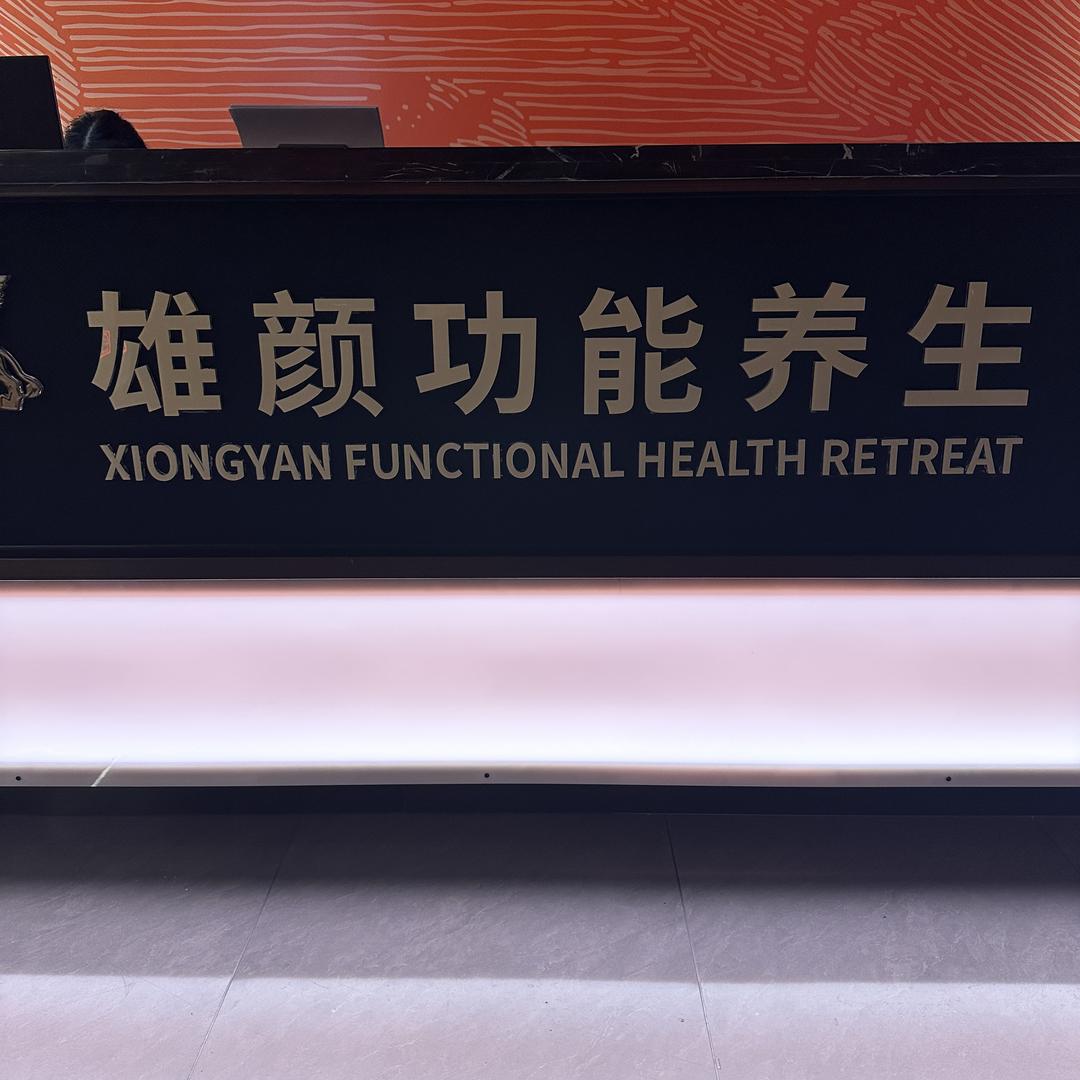 雄颜功能养生
XIONGYAN FUNCTIONAL HEALTH RETREAT